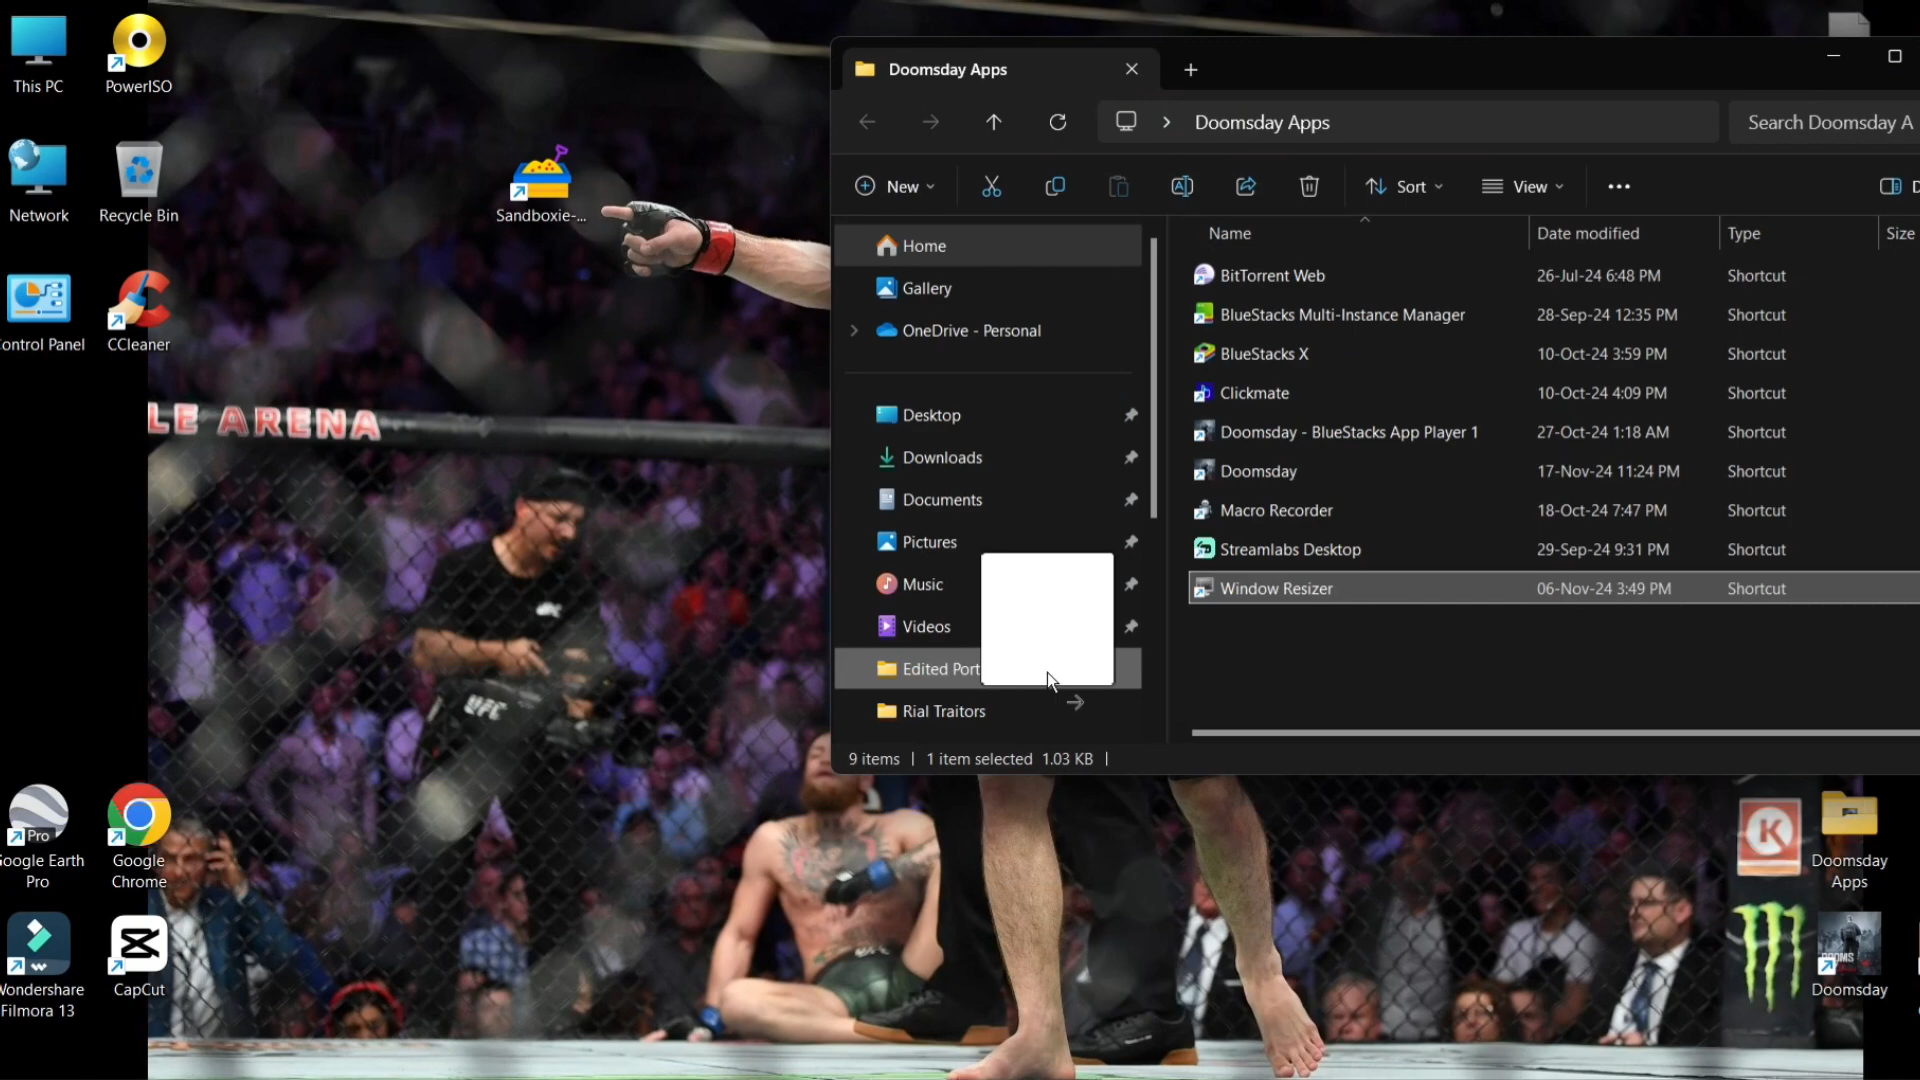 This PC
PowerISO
Network
Recycle Bin
ontrol Panel
CCleaner
Sandboxie-...
LE ARENA
UFC
Pro
oogle Earth
Pro
Google
Chrome
Wondershare
Filmora 13
CapCut
Doomsday Apps
Doomsday Apps
Search Doomsday A
New
Sort
View
D
Home
Gallery
OneDrive - Personal
Desktop
Downloads
Documents
Pictures
Music
Videos
Edited Port
Rial Traitors
Name Date modified Type Size
BitTorrent Web 26-Jul-24 6:48 PM Shortcut
BlueStacks Multi-Instance Manager 28-Sep-24 12:35 PM Shortcut
BlueStacks X 10-Oct-24 3:59 PM Shortcut
Clickmate 10-Oct-24 4:09 PM Shortcut
Doomsday - BlueStacks App Player 1 27-Oct-24 1:18 AM Shortcut
Doomsday 17-Nov-24 11:24 PM Shortcut
Macro Recorder 18-Oct-24 7:47 PM Shortcut
Streamlabs Desktop 29-Sep-24 9:31 PM Shortcut
Window Resizer 06-Nov-24 3:49 PM Shortcut
9 items | 1 item selected 1.03 KB |
K
Doomsday
Apps
Doomsday